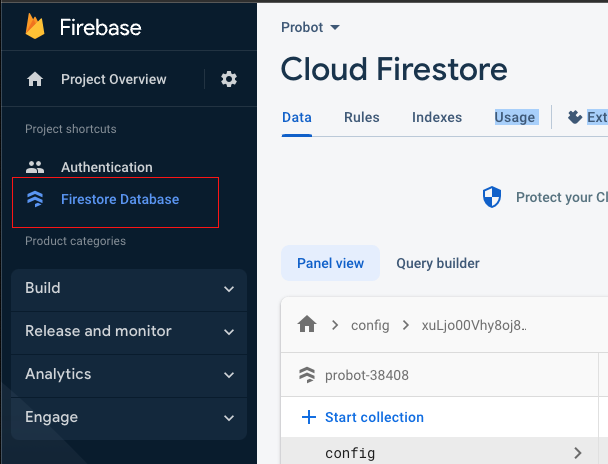 Firebase
Project Overview
Project shortcuts
Authentication
Firestore Database
Product categories
Build
Release and monitor
Analytics
Engage
Probot
Cloud Firestore
Data Rules Indexes Usage Ext
Protect your Cl
Panel view Query builder
config xuLjo00Vhy8oj8..
probot-38408
Start collection
config